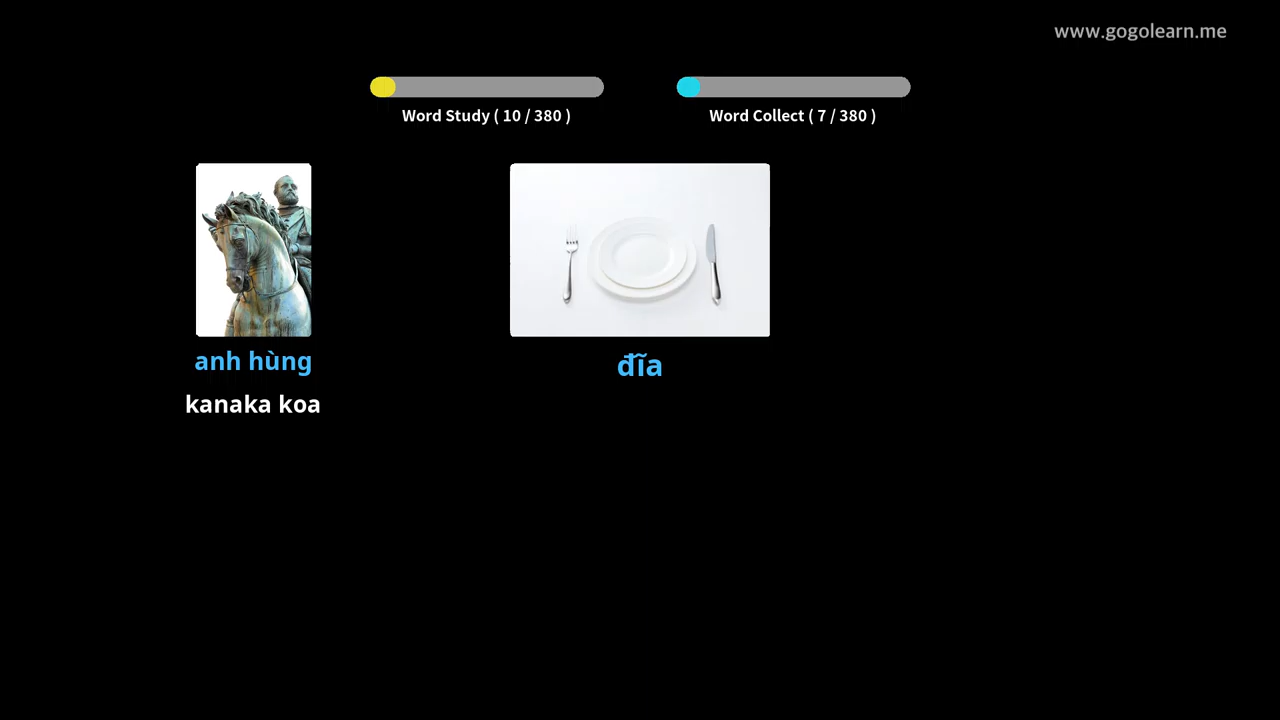 www.gogolearn.me
Word Study ( 10 / 380 )
Word Collect ( 7 / 380 )
anh hùng
kanaka koa
đĩa